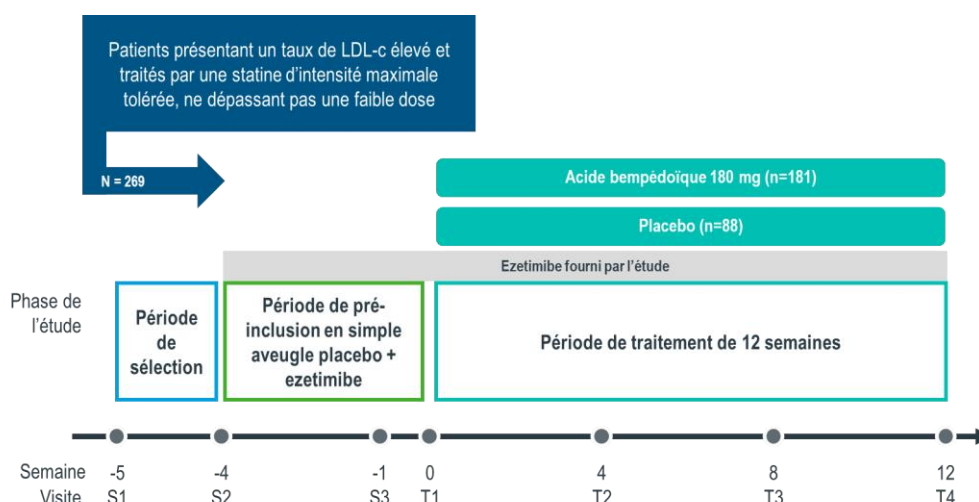 Patients présentant un taux de LDL-c élevé et
traités par une statine d'intensité maximale
tolérée, ne dépassant pas une faible dose
N = 269
Acide bempédoïque 180 mg (n=181)
Placebo (n=88)
Ezetimibe fourni par l'étude
Phase de
l'étude
Période
de
sélection
Période de pré-
inclusion en simple
aveugle placebo +
ezetimibe
Période de traitement de 12 semaines
Semaine -5 -4 -1 0 4 8 12
Visite S1 S2 S3 T1 T2 T3 T4